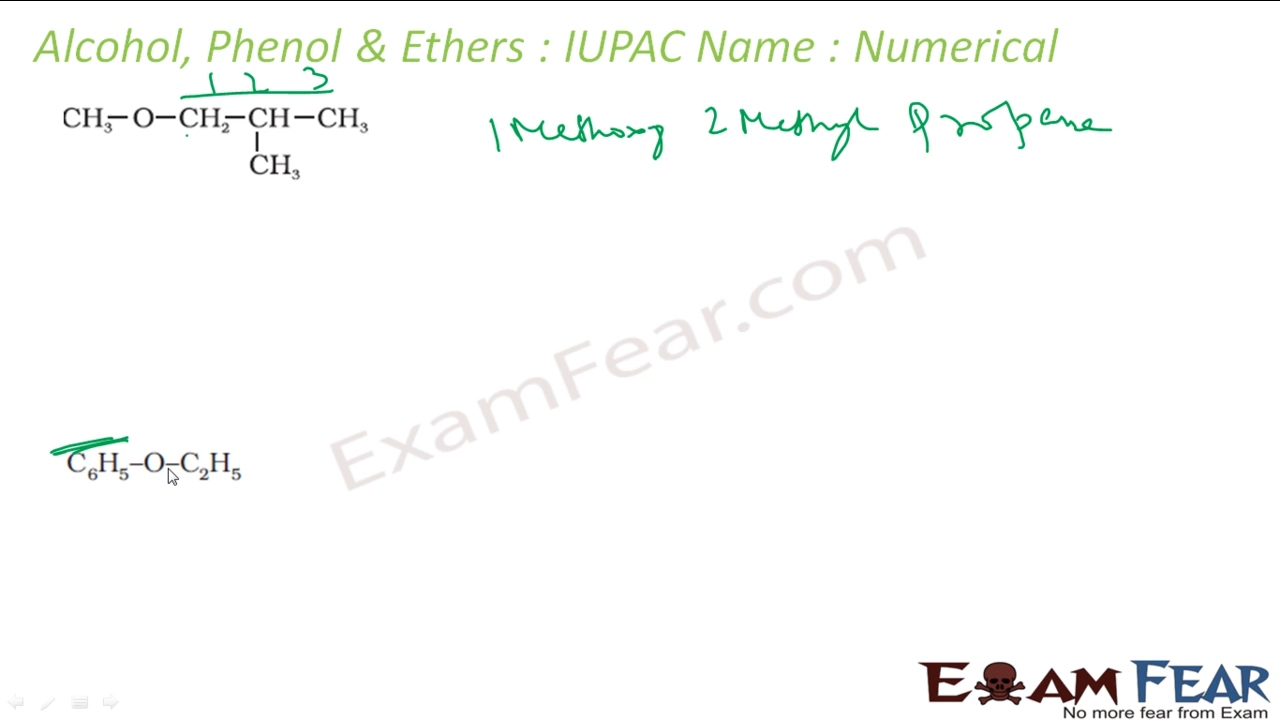 Alcohol, Phenol & Ethers : IUPAC Name : Numerical
1 2 3
CH₃–O–CH₂–CH–CH₃
CH₃
1 Methoxy 2 Methyl Propane
ExamFear.com
C₆H₅–O–C₂H₅
EXAM FEAR
No more fear from Exam